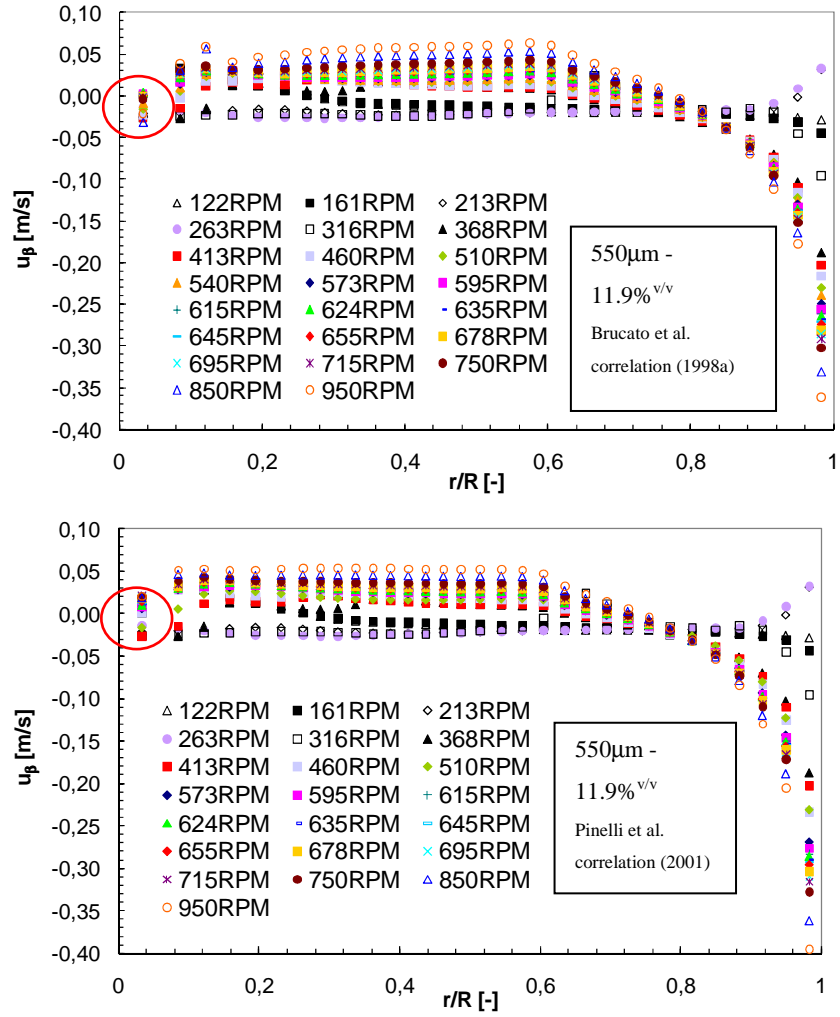 0,10
0,05
0,00
-0,05
-0,10
-0,15
-0,20
-0,25
-0,30
-0,35
-0,40
uβ [m/s]
122RPM 161RPM 213RPM
263RPM 316RPM 368RPM
413RPM 460RPM 510RPM
540RPM 573RPM 595RPM
615RPM 624RPM 635RPM
645RPM 655RPM 678RPM
695RPM 715RPM 750RPM
850RPM 950RPM
550µm -
11.9%v/v
Brucato et al.
correlation (1998a)
0 0,2 0,4 0,6 0,8 1
r/R [-]
0,10
0,05
0,00
-0,05
-0,10
-0,15
-0,20
-0,25
-0,30
-0,35
-0,40
uβ [m/s]
122RPM 161RPM 213RPM
263RPM 316RPM 368RPM
413RPM 460RPM 510RPM
573RPM 595RPM 615RPM
624RPM 635RPM 645RPM
655RPM 678RPM 695RPM
715RPM 750RPM 850RPM
950RPM
550µm -
11.9%v/v
Pinelli et al.
correlation (2001)
0 0,2 0,4 0,6 0,8 1
r/R [-]